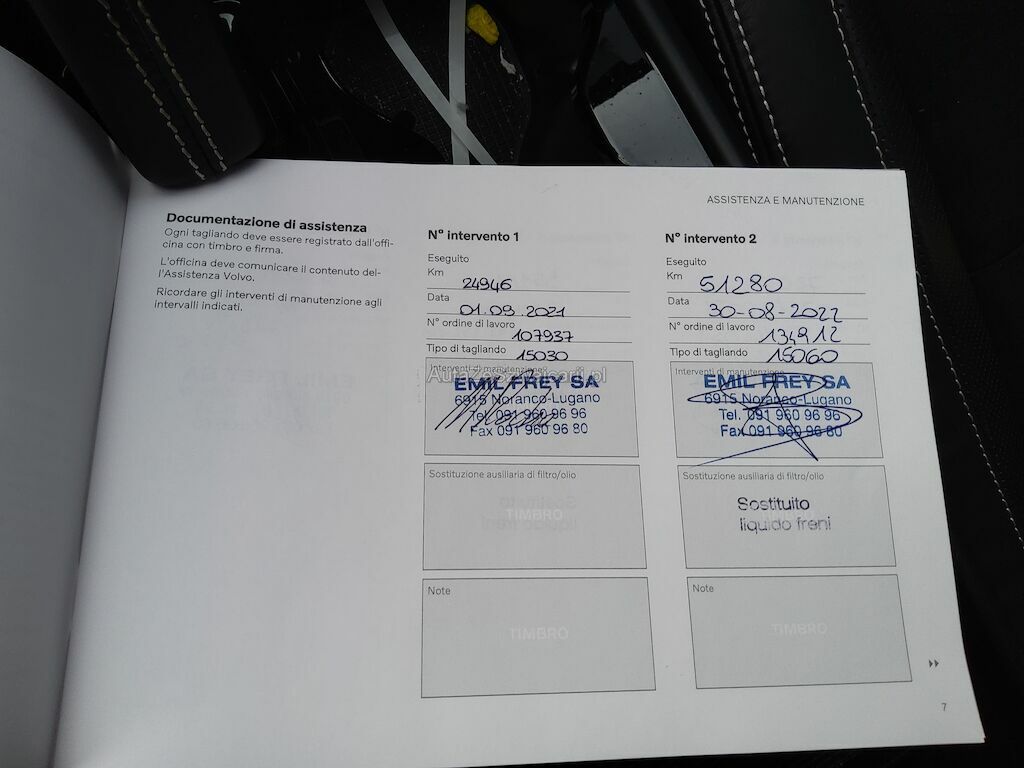 ASSISTENZA E MANUTENZIONE
Documentazione di assistenza
Ogni tagliando deve essere registrato dall'offi-
cina con timbro e firma.
L'officina deve comunicare il contenuto del-
l'Assistenza Volvo.
Ricordare gli interventi di manutenzione agli
intervalli indicati.
N° intervento 1
Eseguito
Km 24946
Data 01.09.2021
N° ordine di lavoro 107937
Tipo di tagliando 15030
Interventi di manutenzione
EMIL FREY SA
6915 Noranco-Lugano
Tel. 091 960 96 96
Fax 091 960 96 80
Sostituzione ausiliaria di filtro/olio
TIMBRO
Note
TIMBRO
N° intervento 2
Eseguito
Km 51280
Data 30-08-2022
N° ordine di lavoro 134912
Tipo di tagliando 15060
Interventi di manutenzione
EMIL FREY SA
6915 Noranco-Lugano
Tel. 091 960 96 96
Fax 091 960 96 80
Sostituzione ausiliaria di filtro/olio
Sostituito
liquido freni
Note
TIMBRO
7